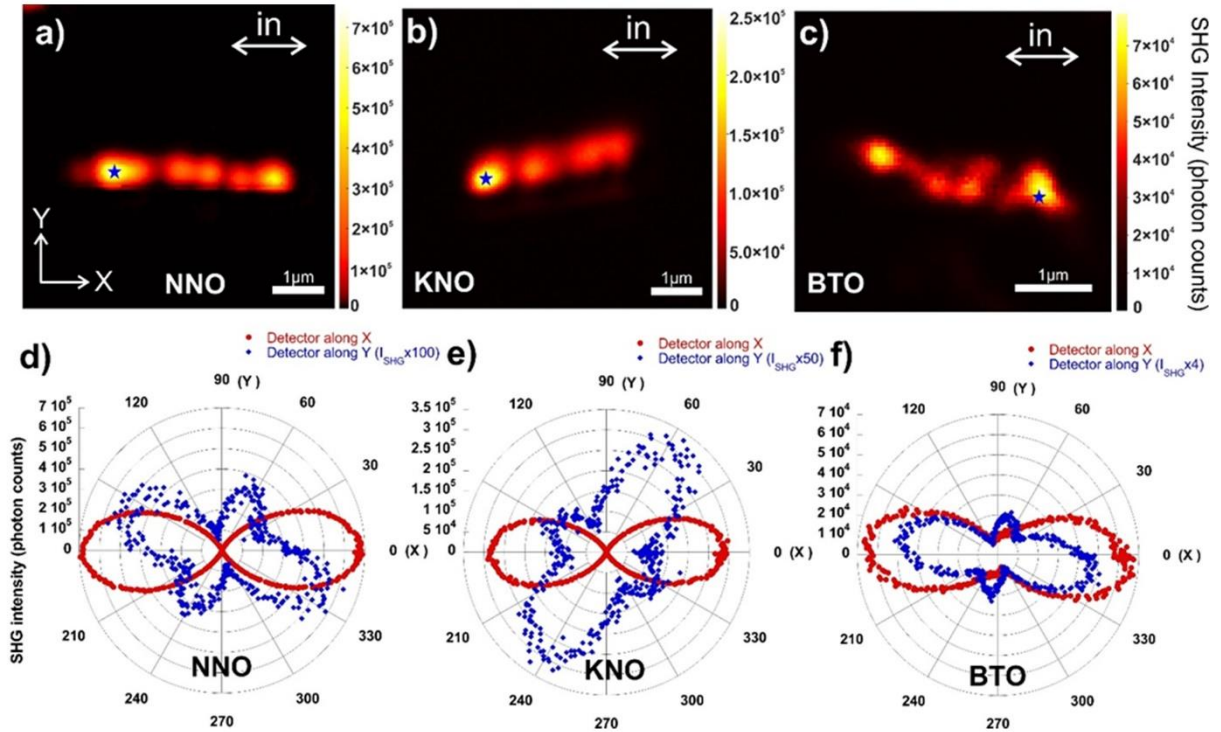 a)
in
Y
X
NNO
1μm
7×10⁵
6×10⁵
5×10⁵
4×10⁵
3×10⁵
2×10⁵
1×10⁵
0
b)
in
KNO
1μm
2.5×10⁵
2.0×10⁵
1.5×10⁵
1.0×10⁵
5.0×10⁴
0
c)
in
BTO
1μm
7×10⁴
6×10⁴
5×10⁴
4×10⁴
3×10⁴
2×10⁴
1×10⁴
0
SHG Intensity (photon counts)
d)
Detector along X
Detector along Y (I_SHG x100)
90 (Y)
120
60
30
0 (X)
330
300
270
240
210
7 10⁵
6 10⁵
5 10⁵
4 10⁵
3 10⁵
2 10⁵
1 10⁵
0
SHG intensity (photon counts)
NNO
e)
Detector along X
Detector along Y (I_SHG x50)
90 (Y)
120
60
30
0 (X)
330
300
270
240
210
3.5 10⁵
3 10⁵
2.5 10⁵
2 10⁵
1.5 10⁵
1 10⁵
5 10⁴
0
KNO
f)
Detector along X
Detector along Y (I_SHG x4)
90 (Y)
120
60
30
0 (X)
330
300
270
240
210
7 10⁴
6 10⁴
5 10⁴
4 10⁴
3 10⁴
2 10⁴
1 10⁴
0
BTO